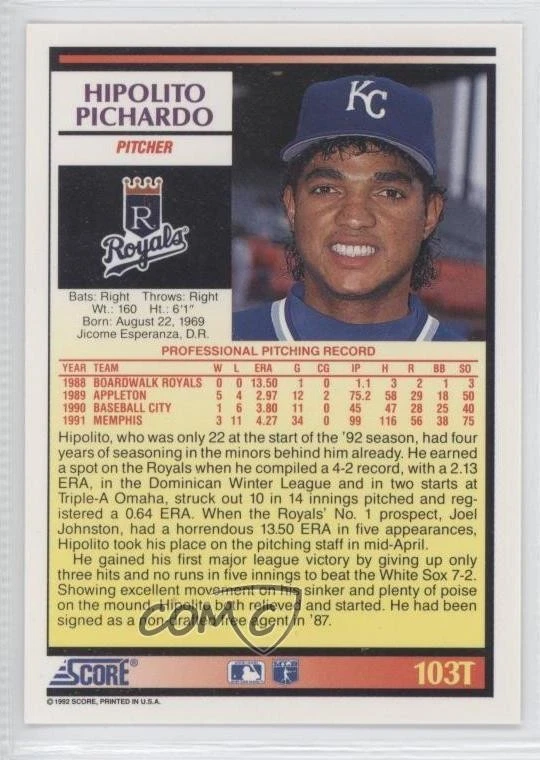 HIPOLITO
PICHARDO
PITCHER
KC
R
Royals
Bats: Right Throws: Right
Wt.: 160 Ht.: 6'1"
Born: August 22, 1969
Jicome Esperanza, D.R.
PROFESSIONAL PITCHING RECORD
YEAR TEAM W L ERA G CG IP H R BB SO
1988 BOARDWALK ROYALS 0 0 13.50 1 0 1.1 3 2 1 3
1989 APPLETON 5 4 2.97 12 2 75.2 58 29 18 50
1990 BASEBALL CITY 1 6 3.80 11 0 45 47 28 25 40
1991 MEMPHIS 3 11 4.27 34 0 99 116 56 38 75
Hipolito, who was only 22 at the start of the '92 season, had four
years of seasoning in the minors behind him already. He earned
a spot on the Royals when he compiled a 4-2 record, with a 2.13
ERA, in the Dominican Winter League and in two starts at
Triple-A Omaha, struck out 10 in 14 innings pitched and reg-
istered a 0.64 ERA. When the Royals' No. 1 prospect, Joel
Johnston, had a horrendous 13.50 ERA in five appearances,
Hipolito took his place on the pitching staff in mid-April.
He gained his first major league victory by giving up only
three hits and no runs in five innings to beat the White Sox 7-2.
Showing excellent movement on his sinker and plenty of poise
on the mound, Hipolito both relieved and started. He had been
signed as a non-drafted free agent in '87.
COMC
SCORE®
103T
© 1992 SCORE, PRINTED IN U.S.A.